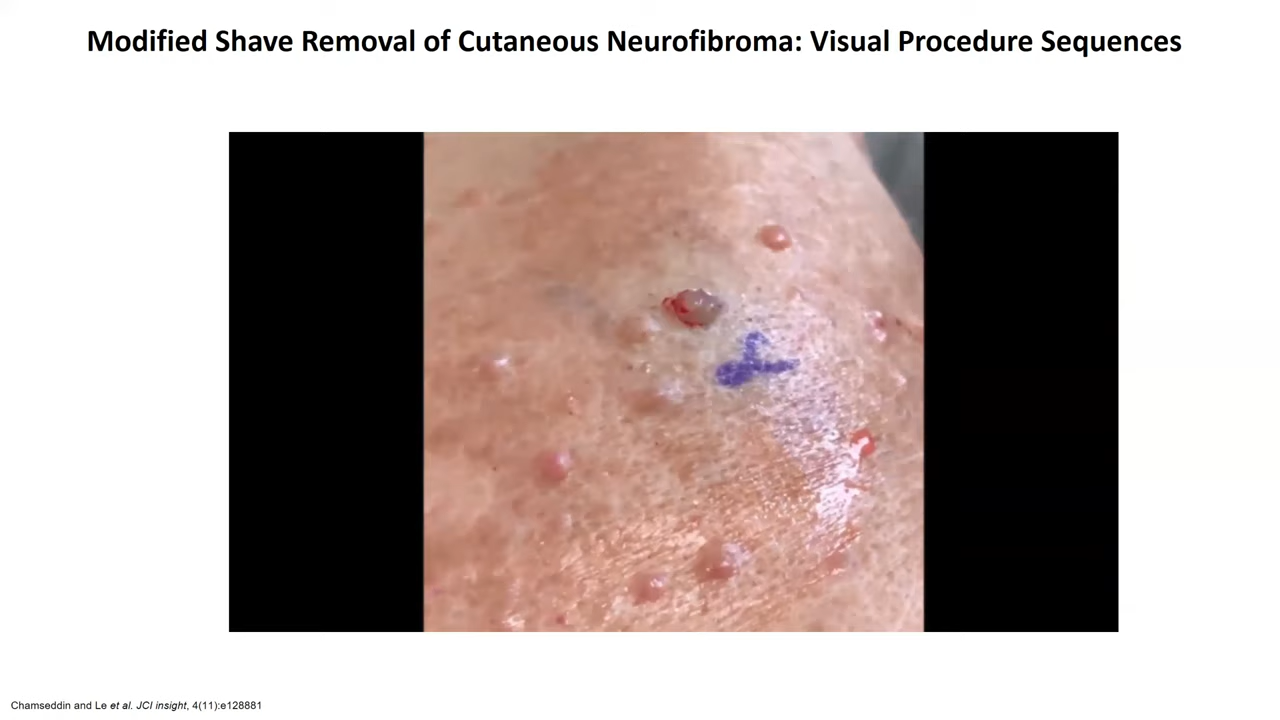 Modified Shave Removal of Cutaneous Neurofibroma: Visual Procedure Sequences
Chamseddin and Le et al. JCI insight, 4(11):e128881